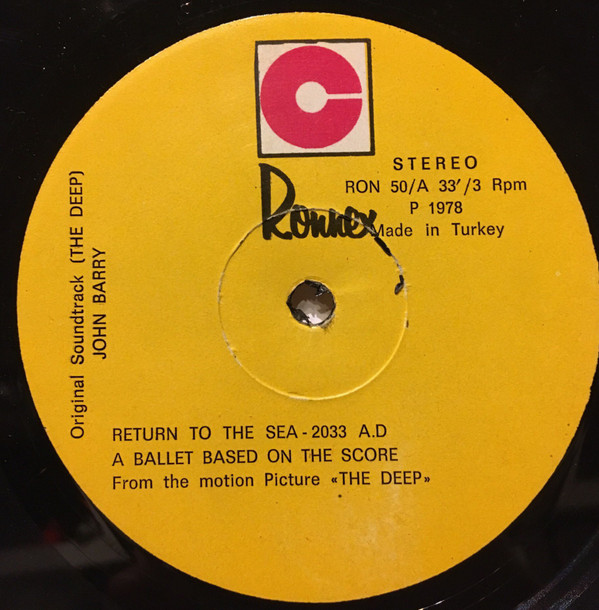 Ronnex
STEREO
RON 50/A 33'/3 Rpm
P 1978
Made in Turkey
Original Soundtrack (THE DEEP)
JOHN BARRY
RETURN TO THE SEA - 2033 A.D
A BALLET BASED ON THE SCORE
From the motion Picture «THE DEEP»